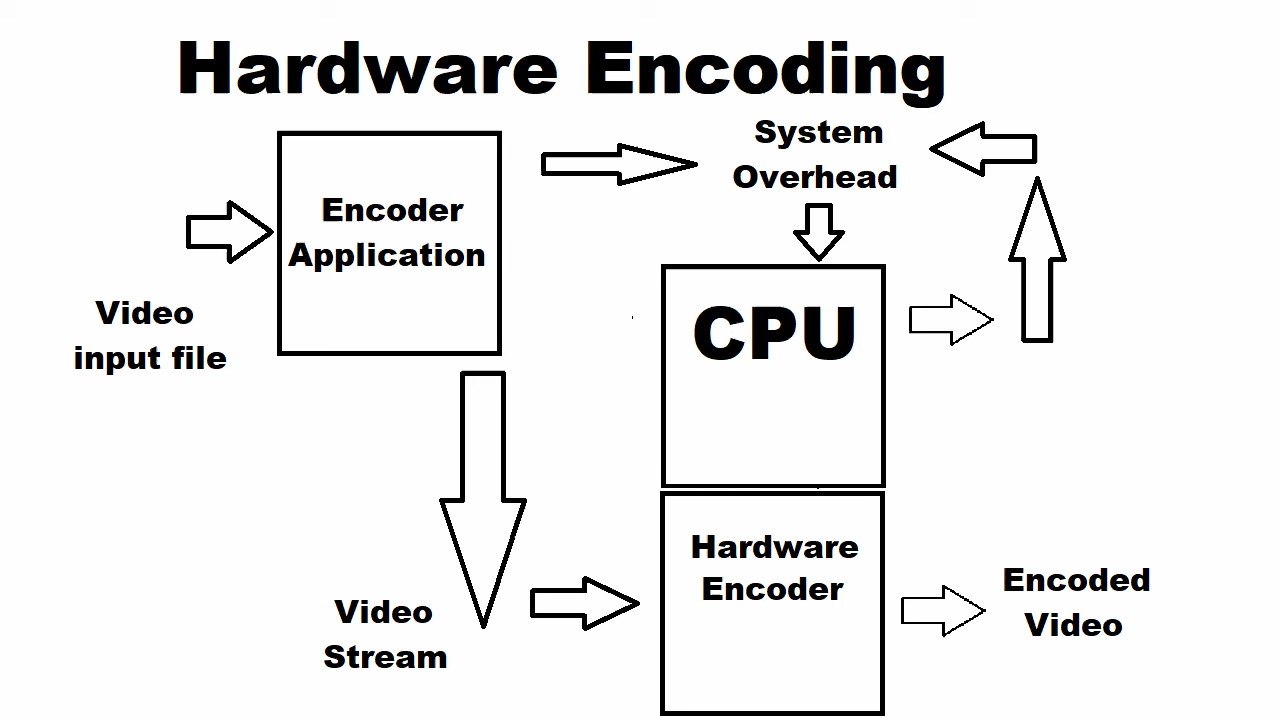 Hardware Encoding
System
Overhead
Encoder
Application
Video
input file
CPU
Hardware
Encoder
Video
Stream
Encoded
Video